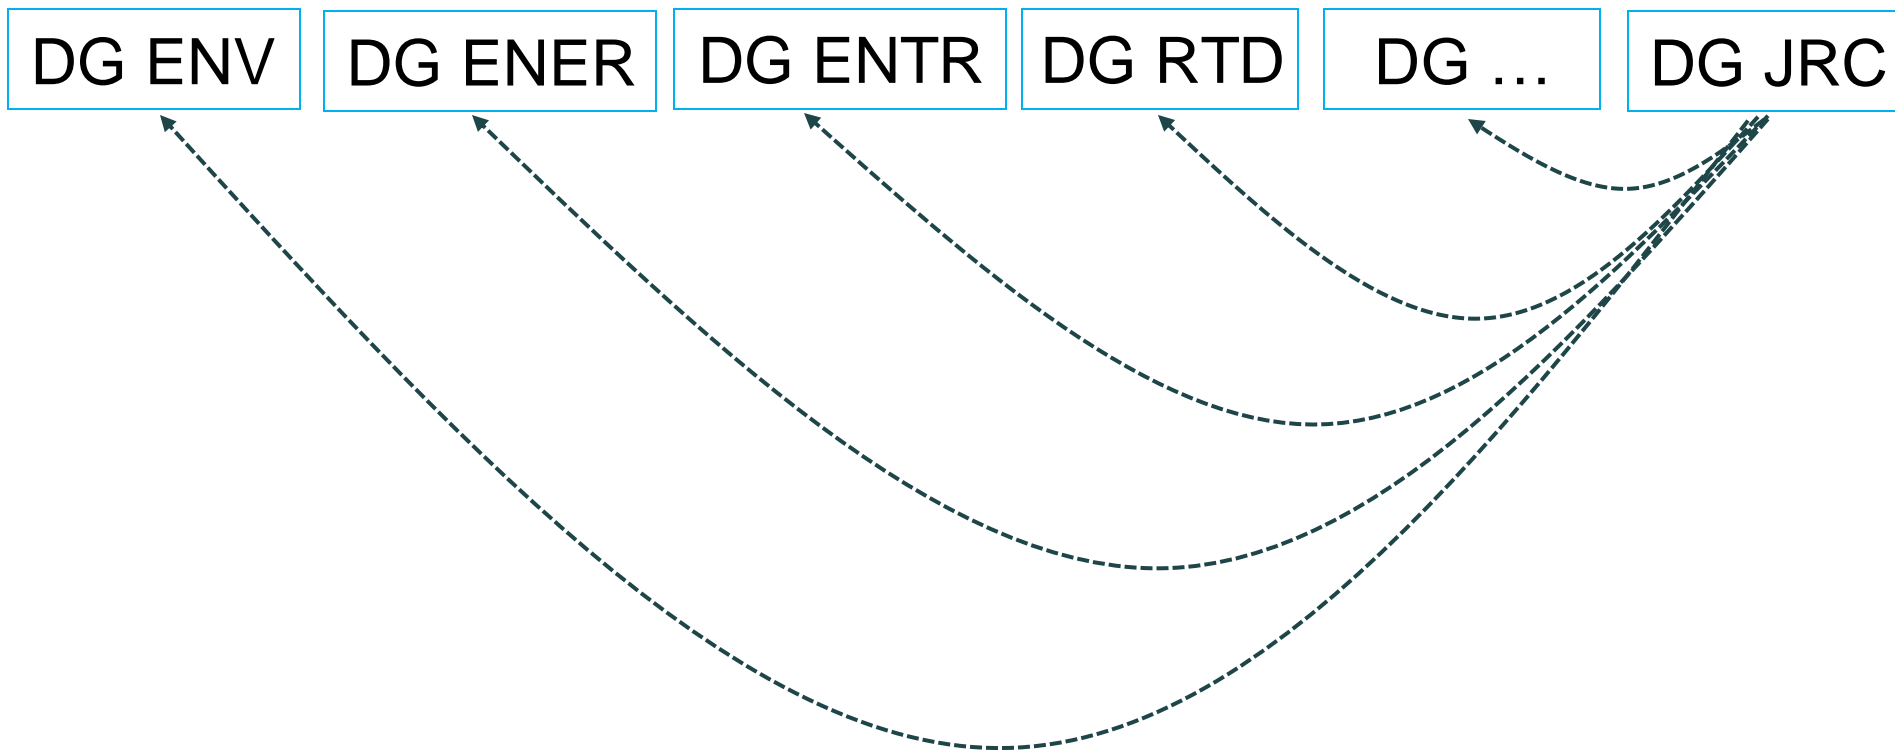 DG ENV
DG ENER
DG ENTR
DG RTD
DG …
DG JRC